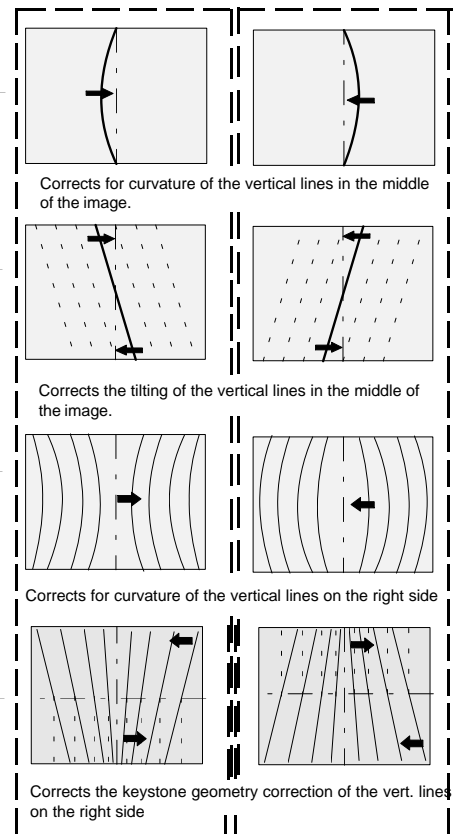 Corrects for curvature of the vertical lines in the middle
of the image.
Corrects the tilting of the vertical lines in the middle of
the image.
Corrects for curvature of the vertical lines on the right side
Corrects the keystone geometry correction of the vert. lines
on the right side